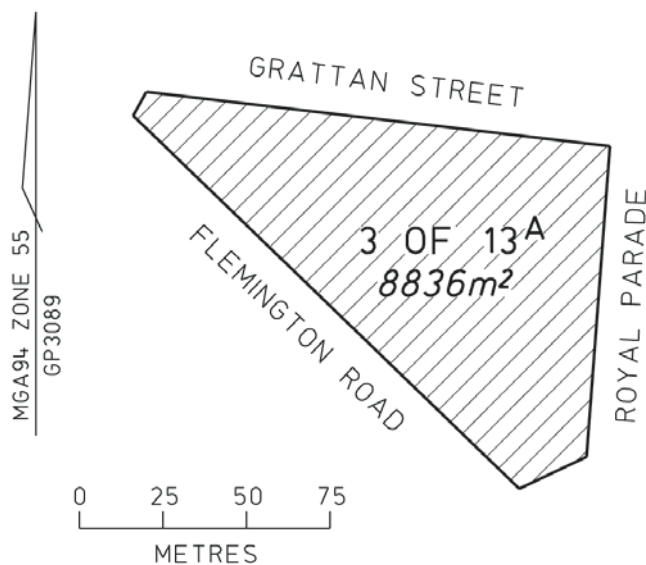 GRATTAN STREET
3 OF 13A
8836m²
FLEMINGTON ROAD
ROYAL PARADE
MGA94 ZONE 55
GP3089
0 25 50 75
METRES